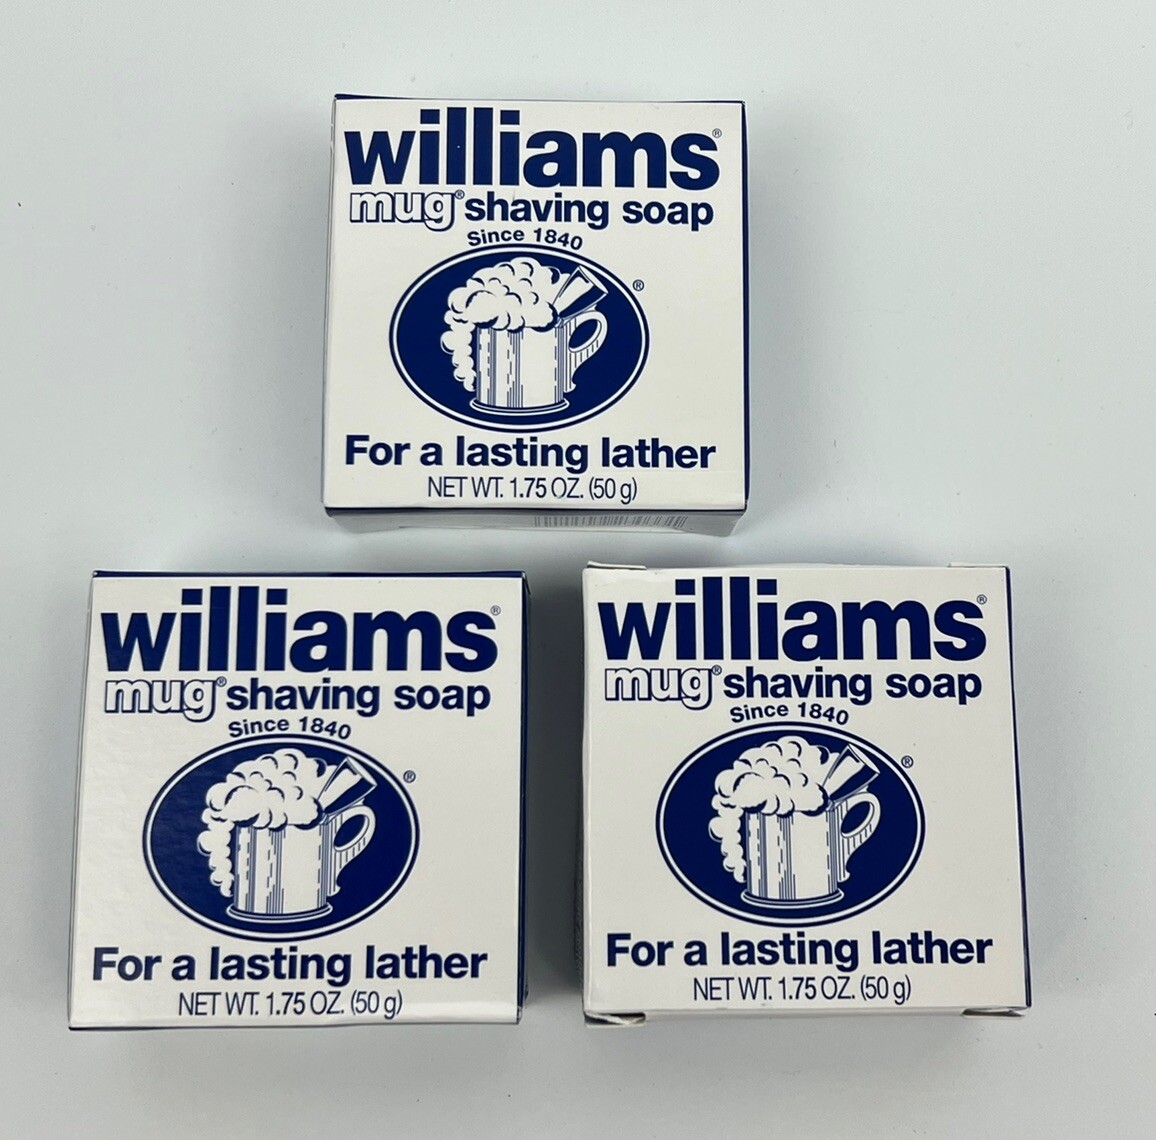 williams®
mug® shaving soap
Since 1840
®
For a lasting lather
NET WT. 1.75 OZ. (50 g)
williams®
mug® shaving soap
Since 1840
®
For a lasting lather
NET WT. 1.75 OZ. (50 g)
williams®
mug® shaving soap
Since 1840
®
For a lasting lather
NET WT. 1.75 OZ. (50 g)